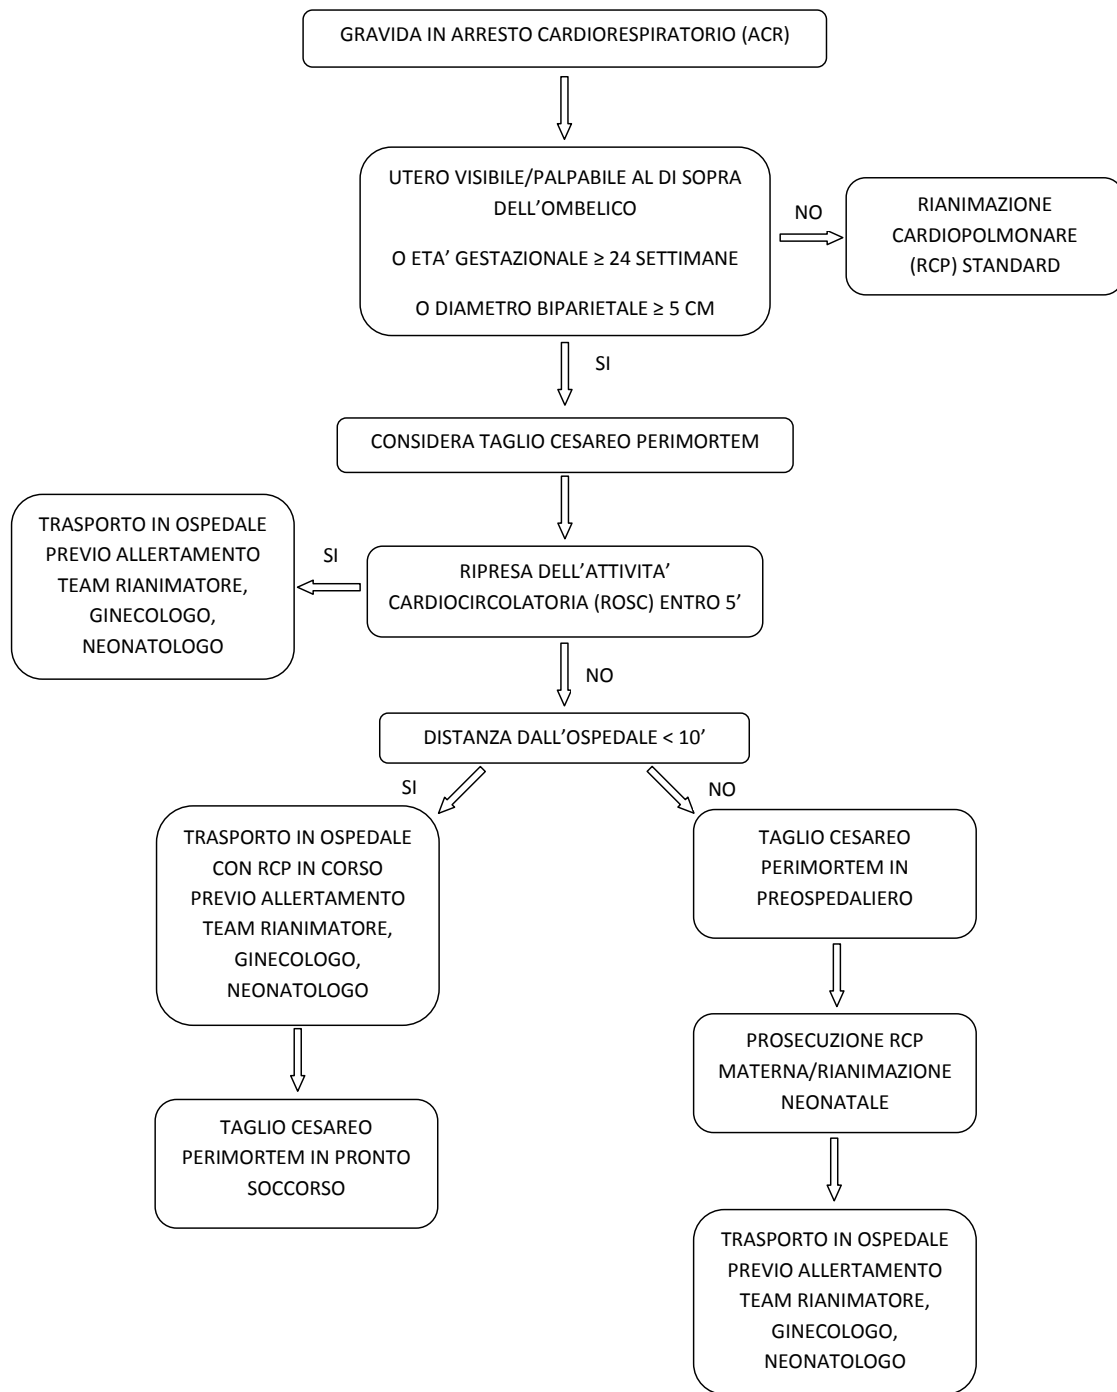 GRAVIDA IN ARRESTO CARDIORESPIRATORIO (ACR)
UTERO VISIBILE/PALPABILE AL DI SOPRA
DELL’OMBELICO
O ETA’ GESTAZIONALE ≥ 24 SETTIMANE
O DIAMETRO BIPARIETALE ≥ 5 CM
NO
RIANIMAZIONE
CARDIOPOLMONARE
(RCP) STANDARD
SI
CONSIDERA TAGLIO CESAREO PERIMORTEM
TRASPORTO IN OSPEDALE
PREVIO ALLERTAMENTO
TEAM RIANIMATORE,
GINECOLOGO,
NEONATOLOGO
SI
RIPRESA DELL’ATTIVITA’
CARDIOCIRCOLATORIA (ROSC) ENTRO 5’
NO
DISTANZA DALL’OSPEDALE < 10’
SI
NO
TRASPORTO IN OSPEDALE
CON RCP IN CORSO
PREVIO ALLERTAMENTO
TEAM RIANIMATORE,
GINECOLOGO,
NEONATOLOGO
TAGLIO CESAREO
PERIMORTEM IN
PREOSPEDALIERO
TAGLIO CESAREO
PERIMORTEM IN PRONTO
SOCCORSO
PROSECUZIONE RCP
MATERNA/RIANIMAZIONE
NEONATALE
TRASPORTO IN OSPEDALE
PREVIO ALLERTAMENTO
TEAM RIANIMATORE,
GINECOLOGO,
NEONATOLOGO